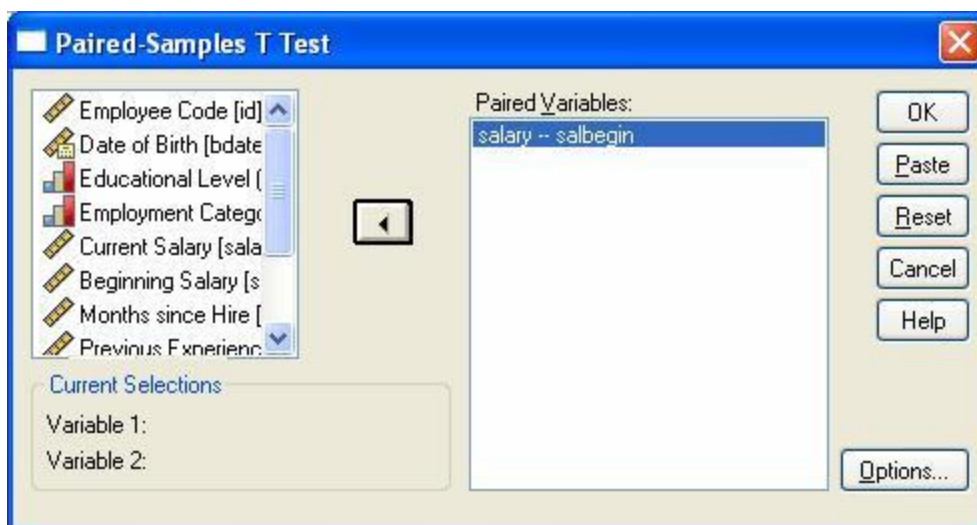 Paired-Samples T Test
Employee Code [id]
Date of Birth [bdate
Educational Level (
Employment Catego
Current Salary [sala
Beginning Salary [s
Months since Hire [
Previous Experienc
Current Selections
Variable 1:
Variable 2:
Paired Variables:
salary -- salbegin
OK
Paste
Reset
Cancel
Help
Options...